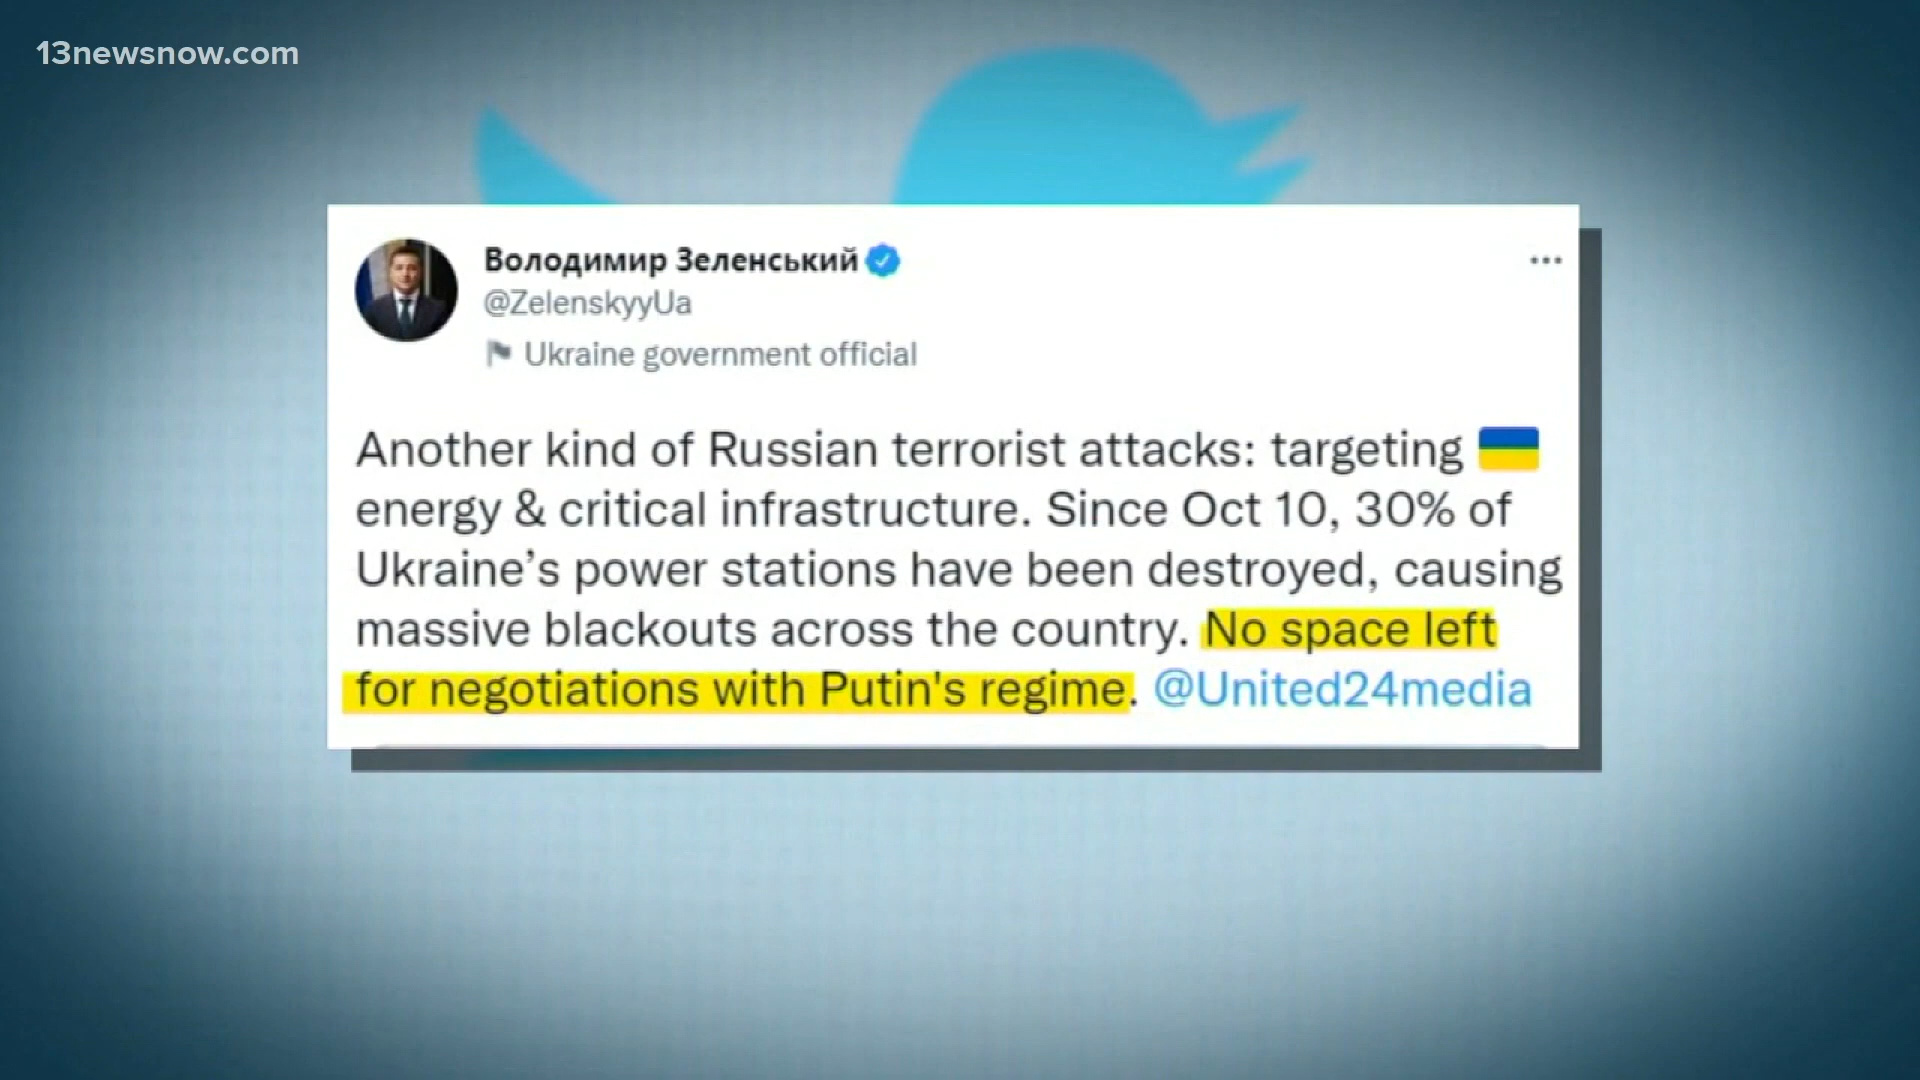 13newsnow.com
Володимир Зеленський
@ZelenskyyUa
Ukraine government official
Another kind of Russian terrorist attacks: targeting 🇺🇦
energy & critical infrastructure. Since Oct 10, 30% of
Ukraine’s power stations have been destroyed, causing
massive blackouts across the country. No space left
for negotiations with Putin's regime. @United24media